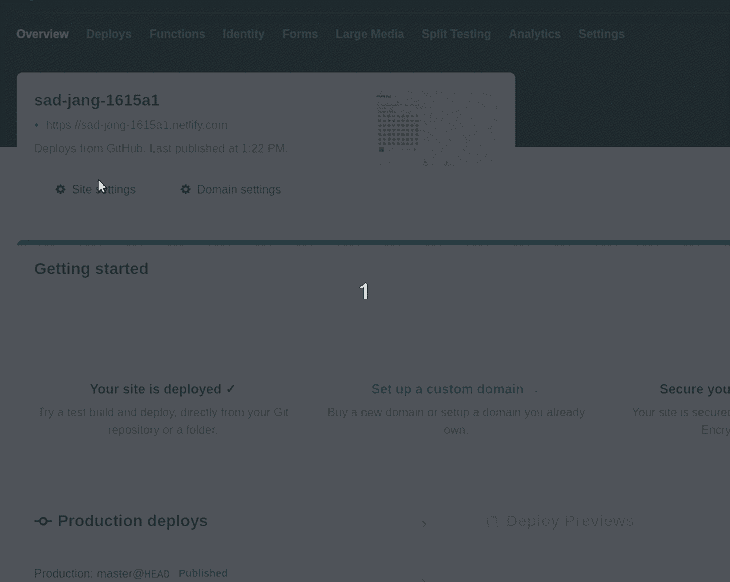 Overview Deploys Functions Identity Forms Large Media Split Testing Analytics Settings
sad-jang-1615a1
• https://sad-jang-1615a1.netlify.com
Deploys from GitHub. Last published at 1:22 PM.
Site settings Domain settings
Getting started
1
Your site is deployed ✓ Set up a custom domain Secure you
Try a test build and deploy, directly from your Git Buy a new domain or setup a domain you already Your site is secure
repository or a folder. own. Encry
Production deploys Deploy Previews
Production: master@HEAD Published